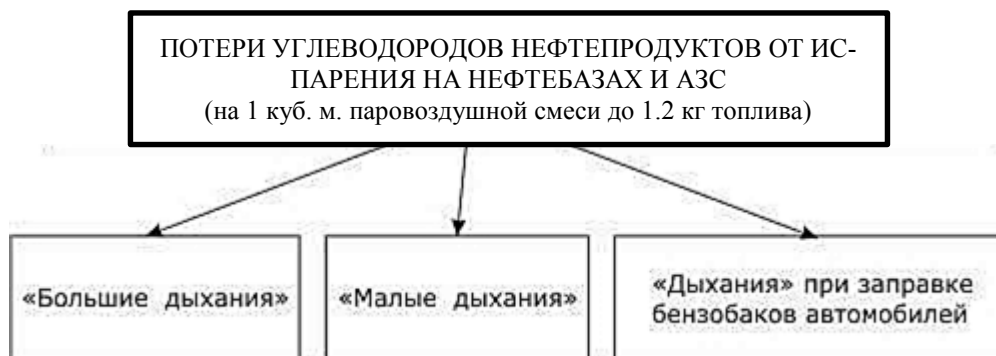 ПОТЕРИ УГЛЕВОДОРОДОВ НЕФТЕПРОДУКТОВ ОТ ИС-
ПАРЕНИЯ НА НЕФТЕБАЗАХ И АЗС
(на 1 куб. м. паровоздушной смеси до 1.2 кг топлива)
«Большие дыхания»
«Малые дыхания»
«Дыхания» при заправке
бензобаков автомобилей